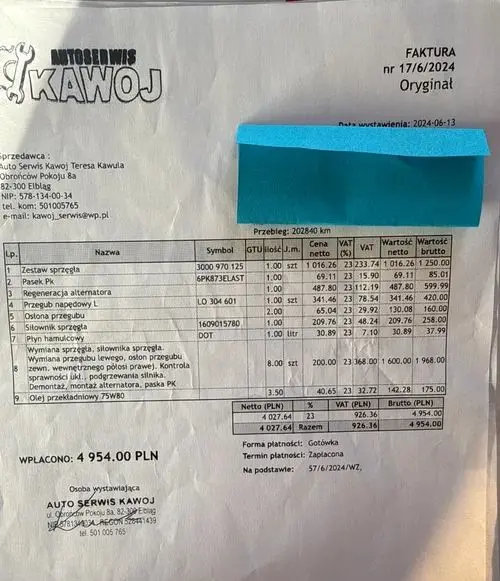 AUTOSERWIS
KAWOJ
FAKTURA
nr 17/6/2024
Oryginał
Data wystawienia: 2024-06-13
Sprzedawca :
Auto Serwis Kawoj Teresa Kawula
Obrońców Pokoju 8a
82-300 Elbląg
NIP: 578-134-00-34
tel. kom: 501005765
e-mail: kawoj_serwis@wp.pl
Przebieg: 202840 km
Lp. Nazwa Symbol GTU Ilość J.m. Cena netto VAT (%) VAT Wartość netto Wartość brutto
1 Zestaw sprzęgła 3000 970 125 1.00 szt 1 016.26 23 233.74 1 016.26 1 250.00
2 Pasek Pk 6PK873ELAST 1.00 69.11 23 15.90 69.11 85.01
3 Regeneracja alternatora 1.00 487.80 23 112.19 487.80 599.99
4 Przegub napędowy L LO 304 601 1.00 szt 341.46 23 78.54 341.46 420.00
5 Osłona przegubu 2.00 65.04 23 29.92 130.08 160.00
6 Siłownik sprzęgła 1609015780 1.00 209.76 23 48.24 209.76 258.00
7 Płyn hamulcowy DOT 1.00 litr 30.89 23 7.10 30.89 37.99
Wymiana sprzęgła, siłownika sprzęgła.
Wymiana przegubu lewego, osłon przegubu
8 zewn. wewnętrznego półosi prawej. Kontrola 8.00 szt 200.00 23 368.00 1 600.00 1 968.00
sprawności ukł.. podgrzewania silnika.
Demontaż, montaż alternatora, paska PK
9 Olej przekładniowy 75W80 3.50 40.65 23 32.72 142.28 175.00
Netto (PLN) % VAT (PLN) Brutto (PLN)
4 027.64 23 926.36 4 954.00
4 027.64 Razem 926.36 4 954.00
Forma płatności: Gotówka
Termin płatności: Zapłacona
Na podstawie: 57/6/2024/WZ,
WPŁACONO: 4 954.00 PLN
Osoba wystawiająca
AUTO SERWIS KAWOJ
ul. Obrońców Pokoju 8a, 82-300 Elbląg
NIP 5781340034, REGON
tel. 501 005 765